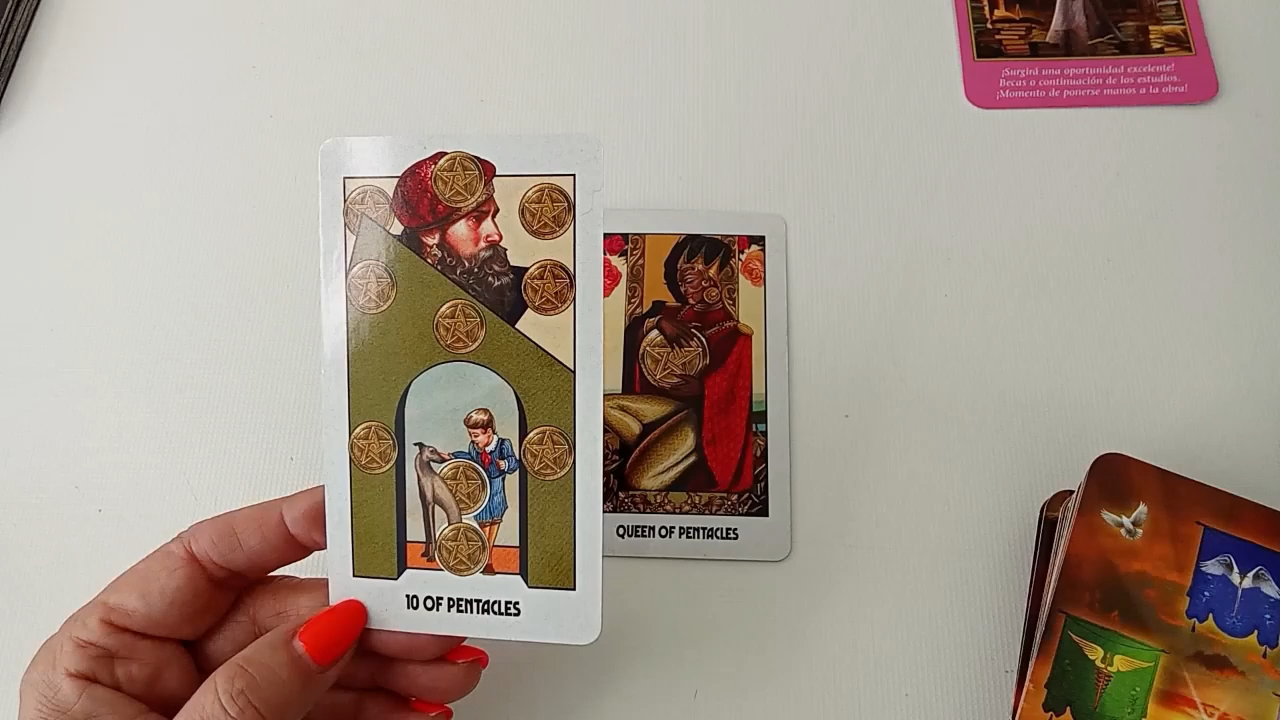 ¡Surgirá una oportunidad excelente!
Becas o continuación de los estudios.
¡Momento de ponerse manos a la obra!
QUEEN OF PENTACLES
10 OF PENTACLES